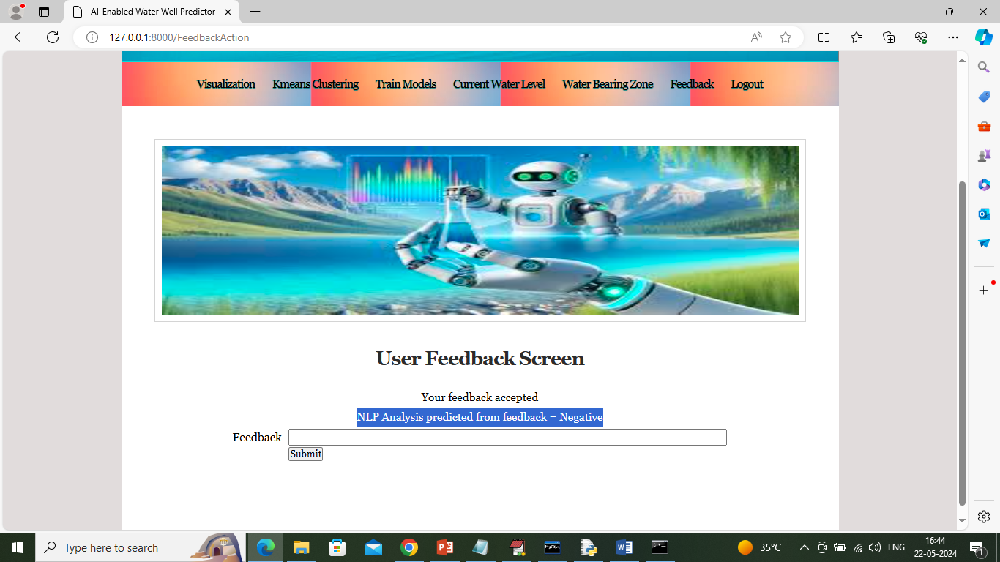 AI-Enabled Water Well Predictor
127.0.0.1:8000/FeedbackAction
Visualization Kmeans Clustering Train Models Current Water Level Water Bearing Zone Feedback Logout
User Feedback Screen
Your feedback accepted
NLP Analysis predicted from feedback = Negative
Feedback
Submit
Type here to search
35°C
ENG
16:44
22-05-2024
1